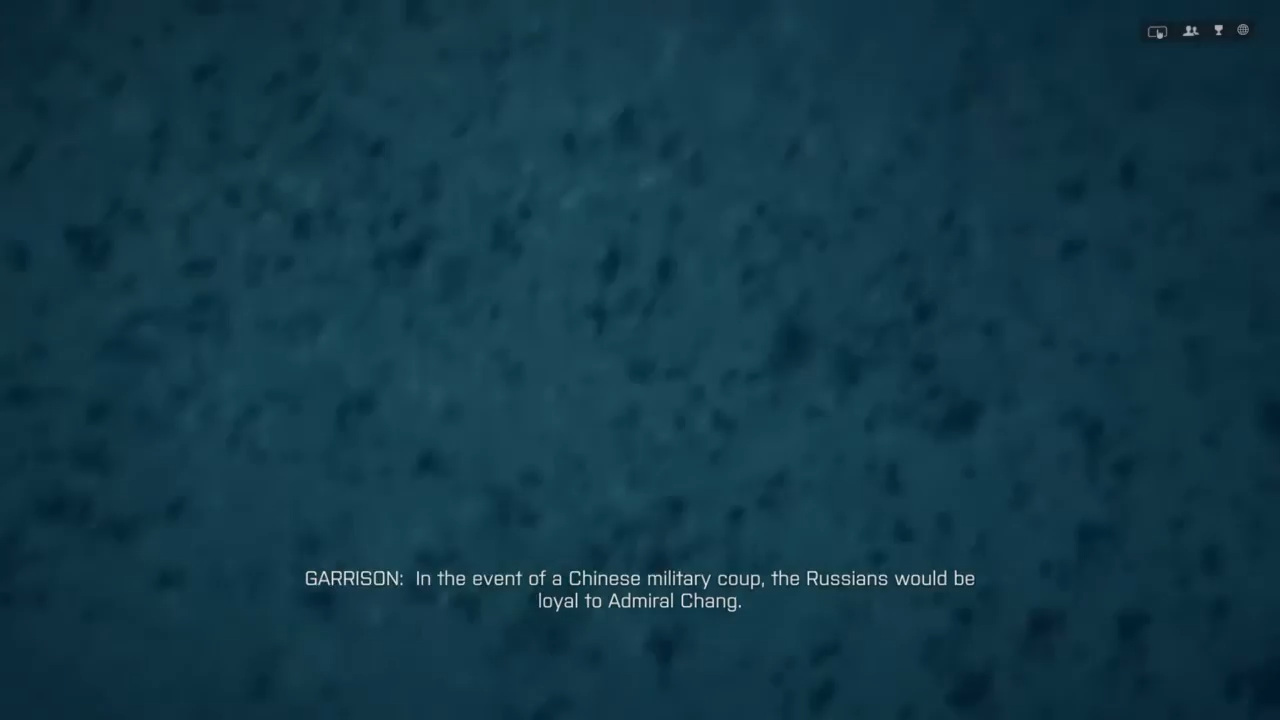 GARRISON: In the event of a Chinese military coup, the Russians would be
loyal to Admiral Chang.